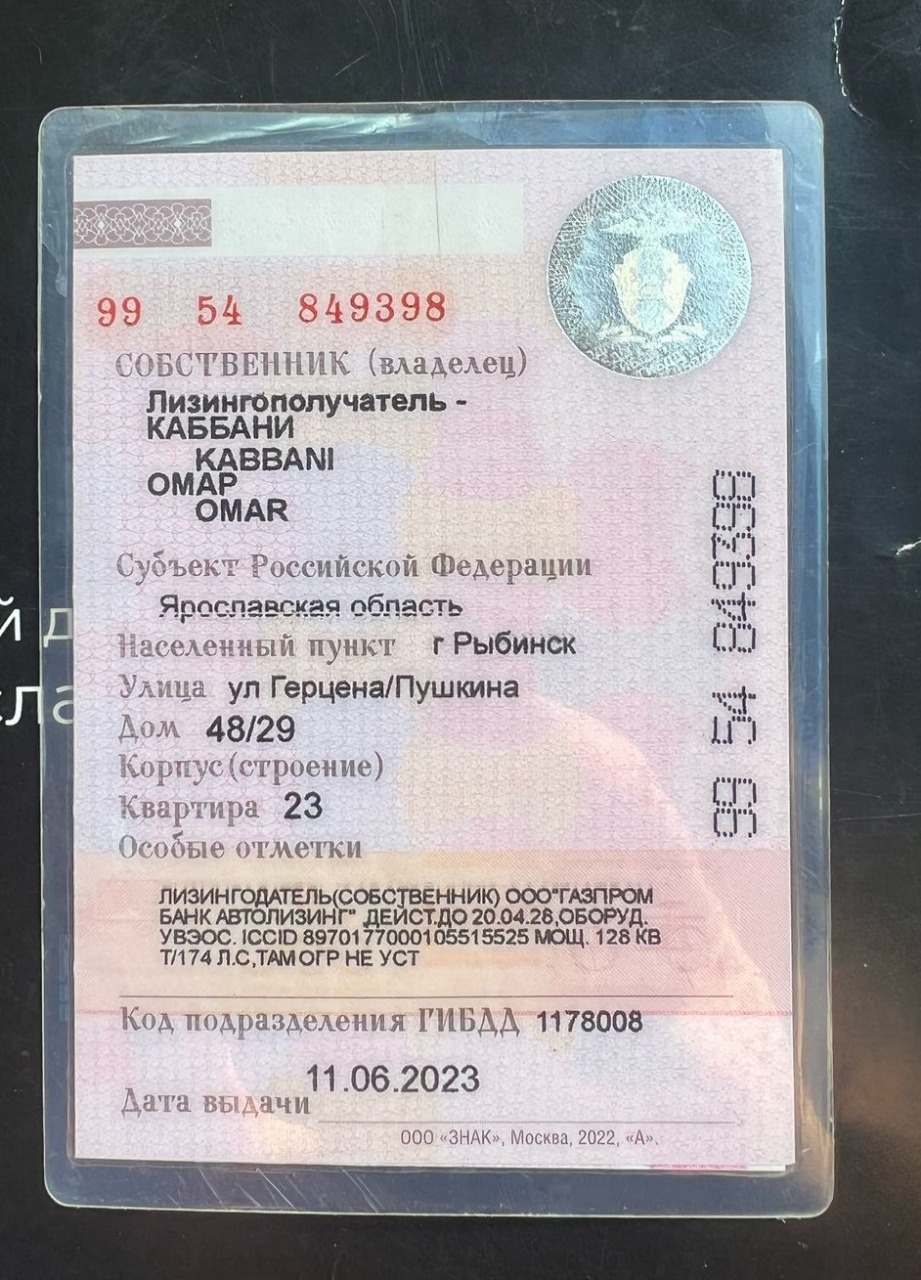 99 54 849398
СОБСТВЕННИК (владелец)
Лизингополучатель -
КАББАНИ
KABBANI
ОМАР
OMAR
Субъект Российской Федерации
Ярославская область
Населенный пункт г Рыбинск
Улица ул Герцена/Пушкина
Дом 48/29
Корпус (строение)
Квартира 23
Особые отметки
ЛИЗИНГОДАТЕЛЬ(СОБСТВЕННИК) ООО"ГАЗПРОМ
БАНК АВТОЛИЗИНГ" ДЕЙСТ.ДО 20.04.28,ОБОРУД.
УВЭОС. ICCID 8970177000105515525 МОЩ. 128 КВ
Т/174 Л.С,ТАМ ОГР НЕ УСТ
Код подразделения ГИБДД 1178008
Дата выдачи 11.06.2023
ООО «ЗНАК», Москва, 2022, «А».
99 54 849398